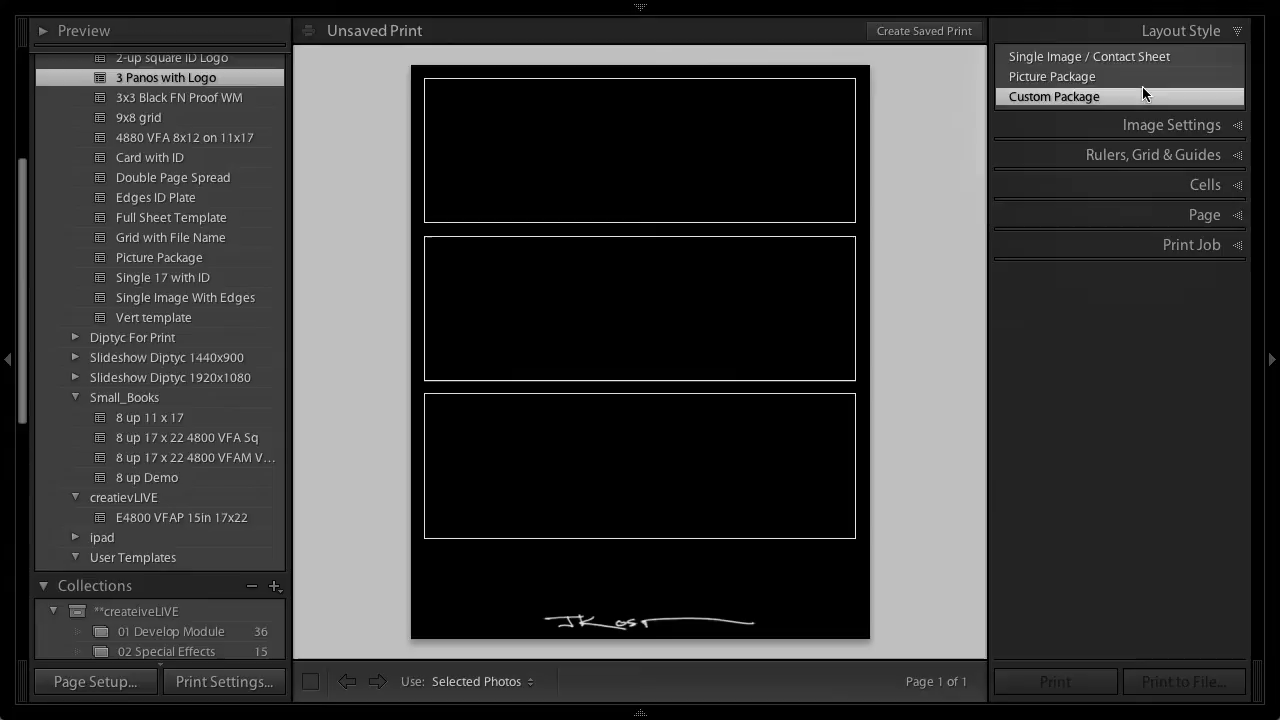 Preview
2-up square ID Logo
3 Panos with Logo
3x3 Black FN Proof WM
9x8 grid
4880 VFA 8x12 on 11x17
Card with ID
Double Page Spread
Edges ID Plate
Full Sheet Template
Grid with File Name
Picture Package
Single 17 with ID
Single Image With Edges
Vert template
Diptyc For Print
Slideshow Diptyc 1440x900
Slideshow Diptyc 1920x1080
Small_Books
8 up 11 x 17
8 up 17 x 22 4800 VFA Sq
8 up 17 x 22 4800 VFAM V...
8 up Demo
creatievLIVE
E4800 VFAP 15in 17x22
ipad
User Templates
Collections
**createiveLIVE
01 Develop Module 36
02 Special Effects 15
Page Setup... Print Settings...
Unsaved Print Create Saved Print
JKost
Use: Selected Photos Page 1 of 1
Layout Style
Single Image / Contact Sheet
Picture Package
Custom Package
Image Settings
Rulers, Grid & Guides
Cells
Page
Print Job
Print Print to File...